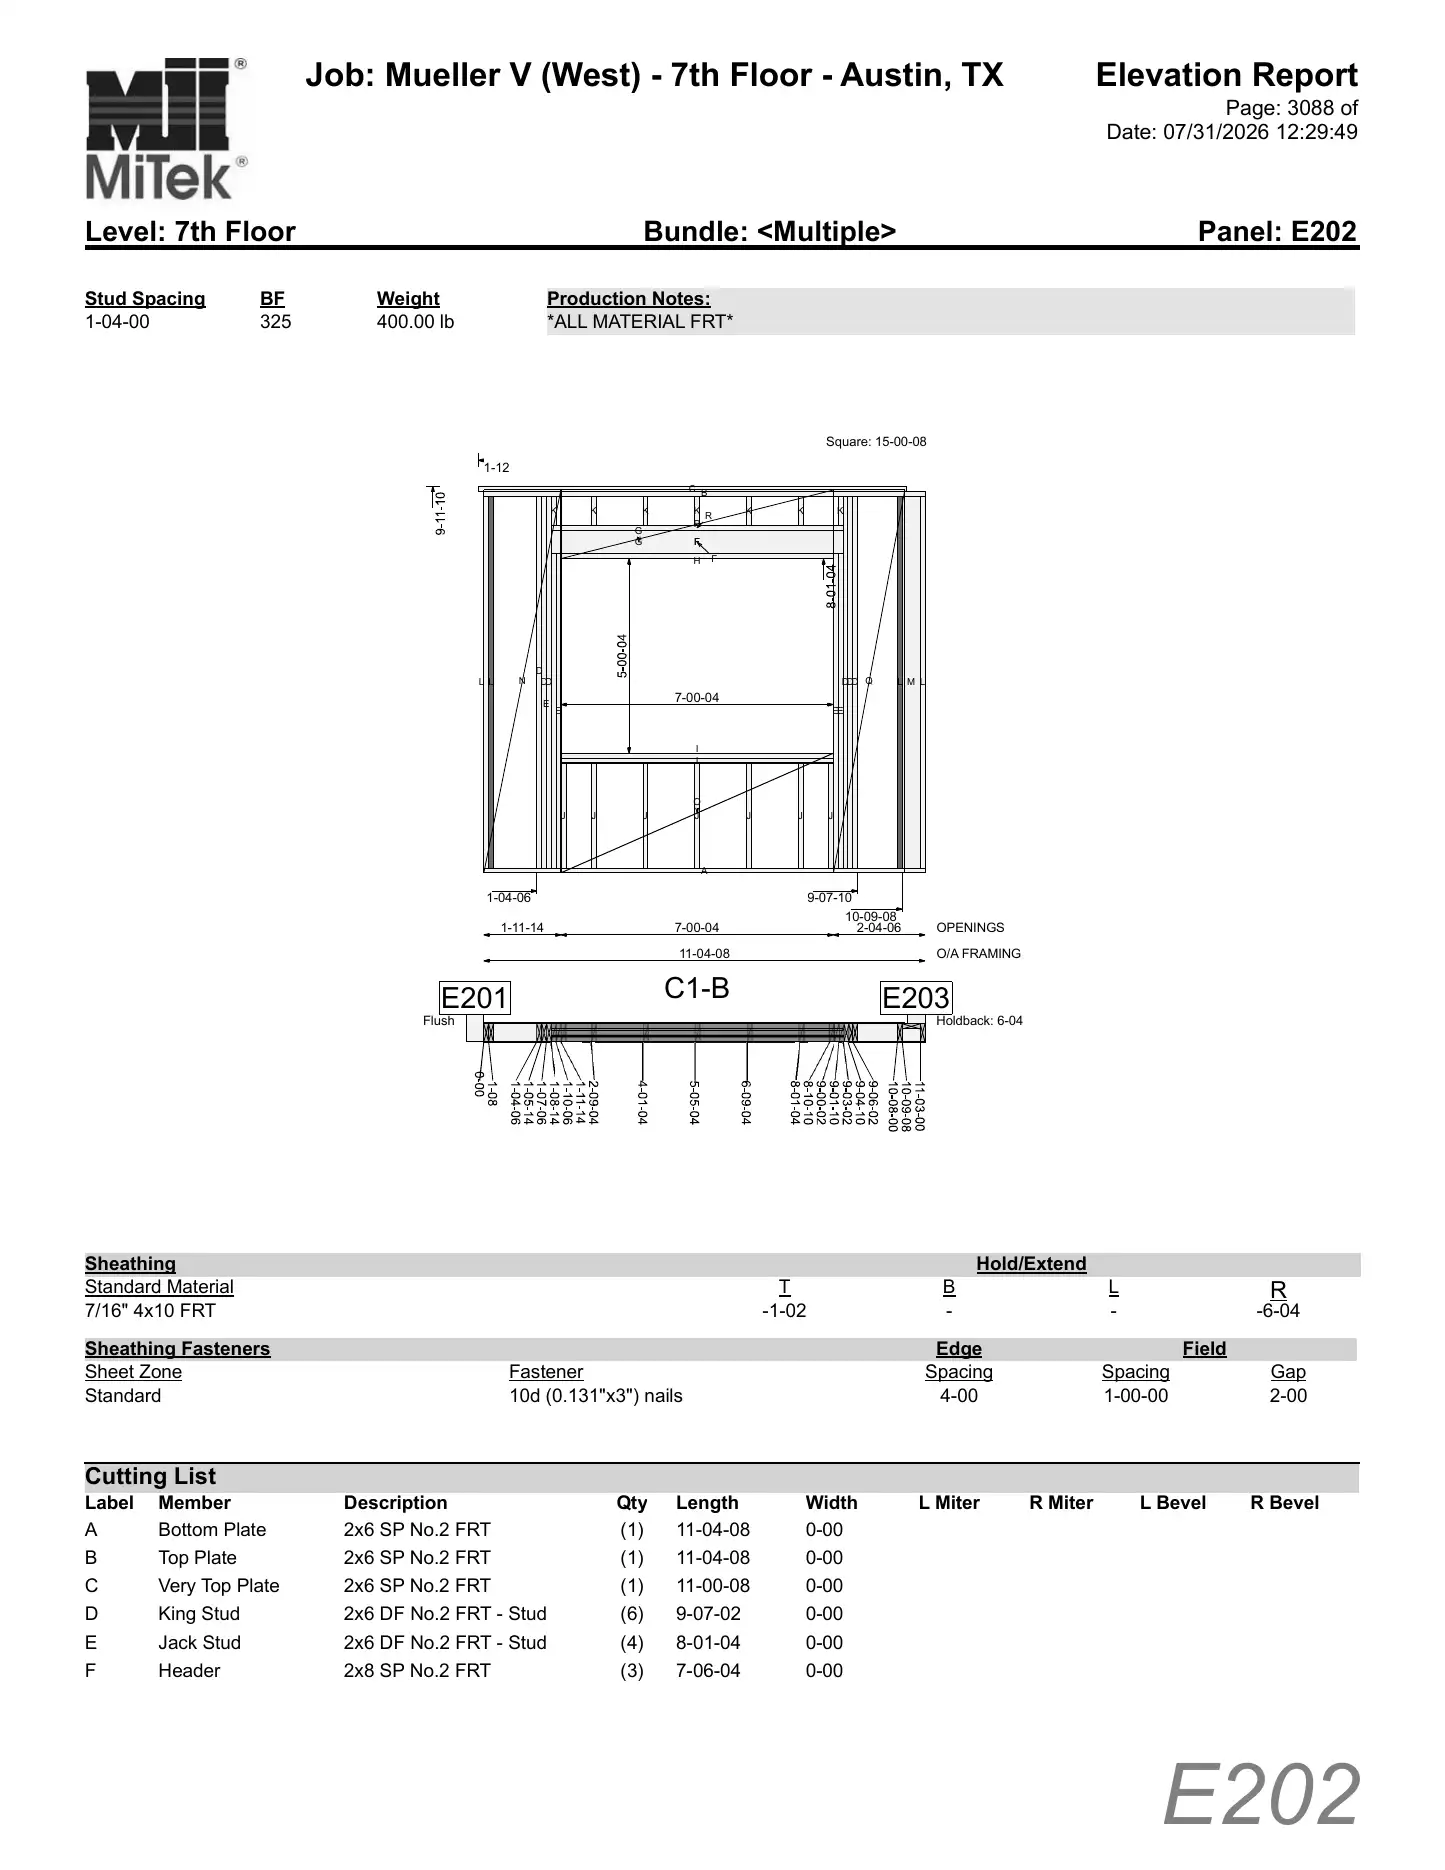 Job: Mueller V (West) - 7th Floor - Austin, TX
Elevation Report
Page: 3088 of
Date: 07/31/2026 12:29:49
MiTek®
Level: 7th Floor Bundle: <Multiple> Panel: E202
Stud Spacing BF Weight Production Notes:
1-04-00 325 400.00 lb *ALL MATERIAL FRT*
Square: 15-00-08
1-12
9-11-10
C
B
K K K K K K K
R
G
G F
H F
8-01-04
5-00-04
D
L L N DD DDD Q L M L
E
7-00-04
I
O
J J J J J J J
A
1-04-06 9-07-10
10-09-08
1-11-14 7-00-04 2-04-06 OPENINGS
11-04-08 O/A FRAMING
E201 C1-B E203
Flush Holdback: 6-04
0-00 1-08 1-04-06 1-05-14 1-07-06 1-08-14 1-10-06 1-11-14 2-09-04 4-01-04 5-05-04 6-09-04 8-01-04 8-10-10 9-00-02 9-01-10 9-03-02 9-04-10 9-06-02 10-08-00 10-09-08 11-03-00
Sheathing Hold/Extend
Standard Material T B L R
7/16" 4x10 FRT -1-02 - - -6-04
Sheathing Fasteners Edge Field
Sheet Zone Fastener Spacing Spacing Gap
Standard 10d (0.131"x3") nails 4-00 1-00-00 2-00
Cutting List
Label Member Description Qty Length Width L Miter R Miter L Bevel R Bevel
A Bottom Plate 2x6 SP No.2 FRT (1) 11-04-08 0-00
B Top Plate 2x6 SP No.2 FRT (1) 11-04-08 0-00
C Very Top Plate 2x6 SP No.2 FRT (1) 11-00-08 0-00
D King Stud 2x6 DF No.2 FRT - Stud (6) 9-07-02 0-00
E Jack Stud 2x6 DF No.2 FRT - Stud (4) 8-01-04 0-00
F Header 2x8 SP No.2 FRT (3) 7-06-04 0-00
E202